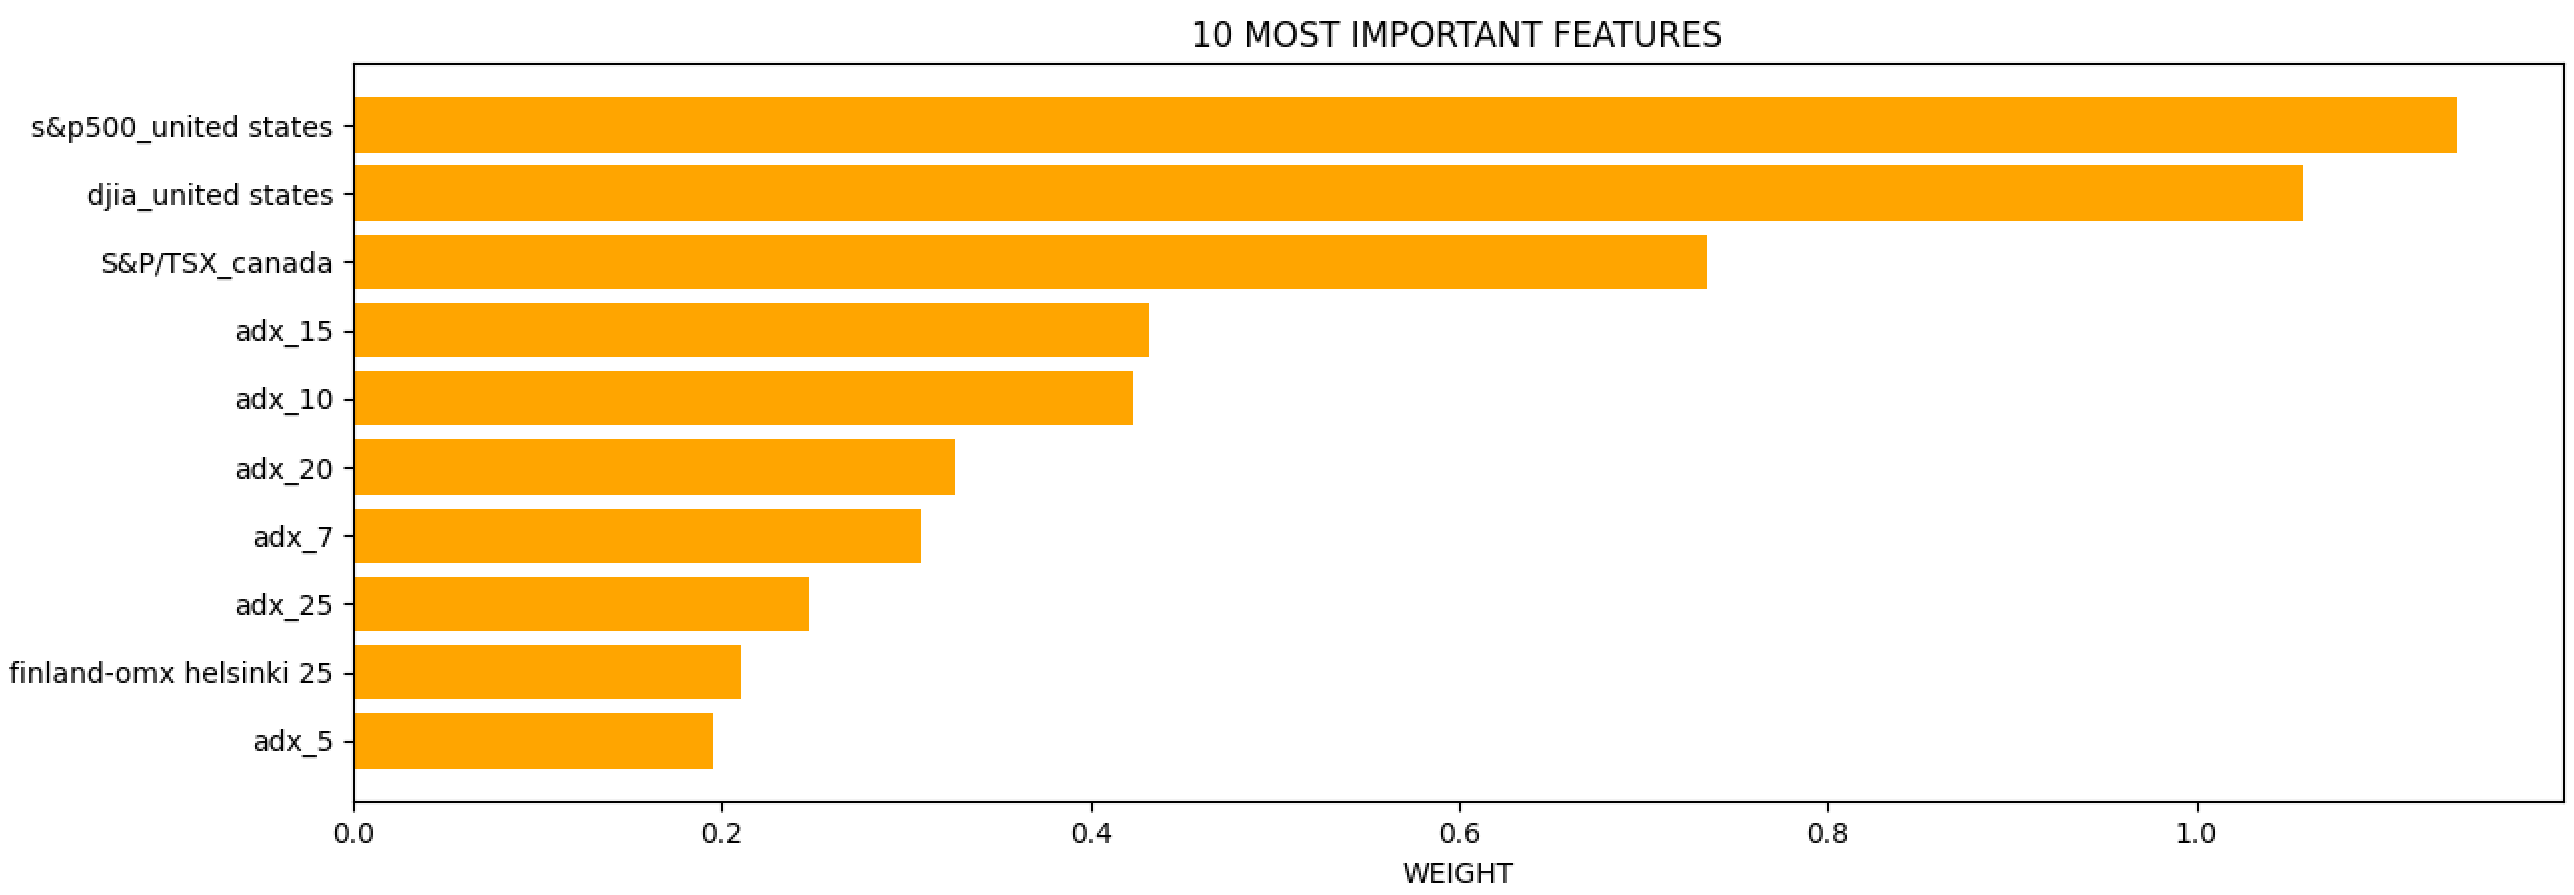 10 MOST IMPORTANT FEATURES
s&p500_united states
djia_united states
S&P/TSX_canada
adx_15
adx_10
adx_20
adx_7
adx_25
finland-omx helsinki 25
adx_5
0.0 0.2 0.4 0.6 0.8 1.0
WEIGHT